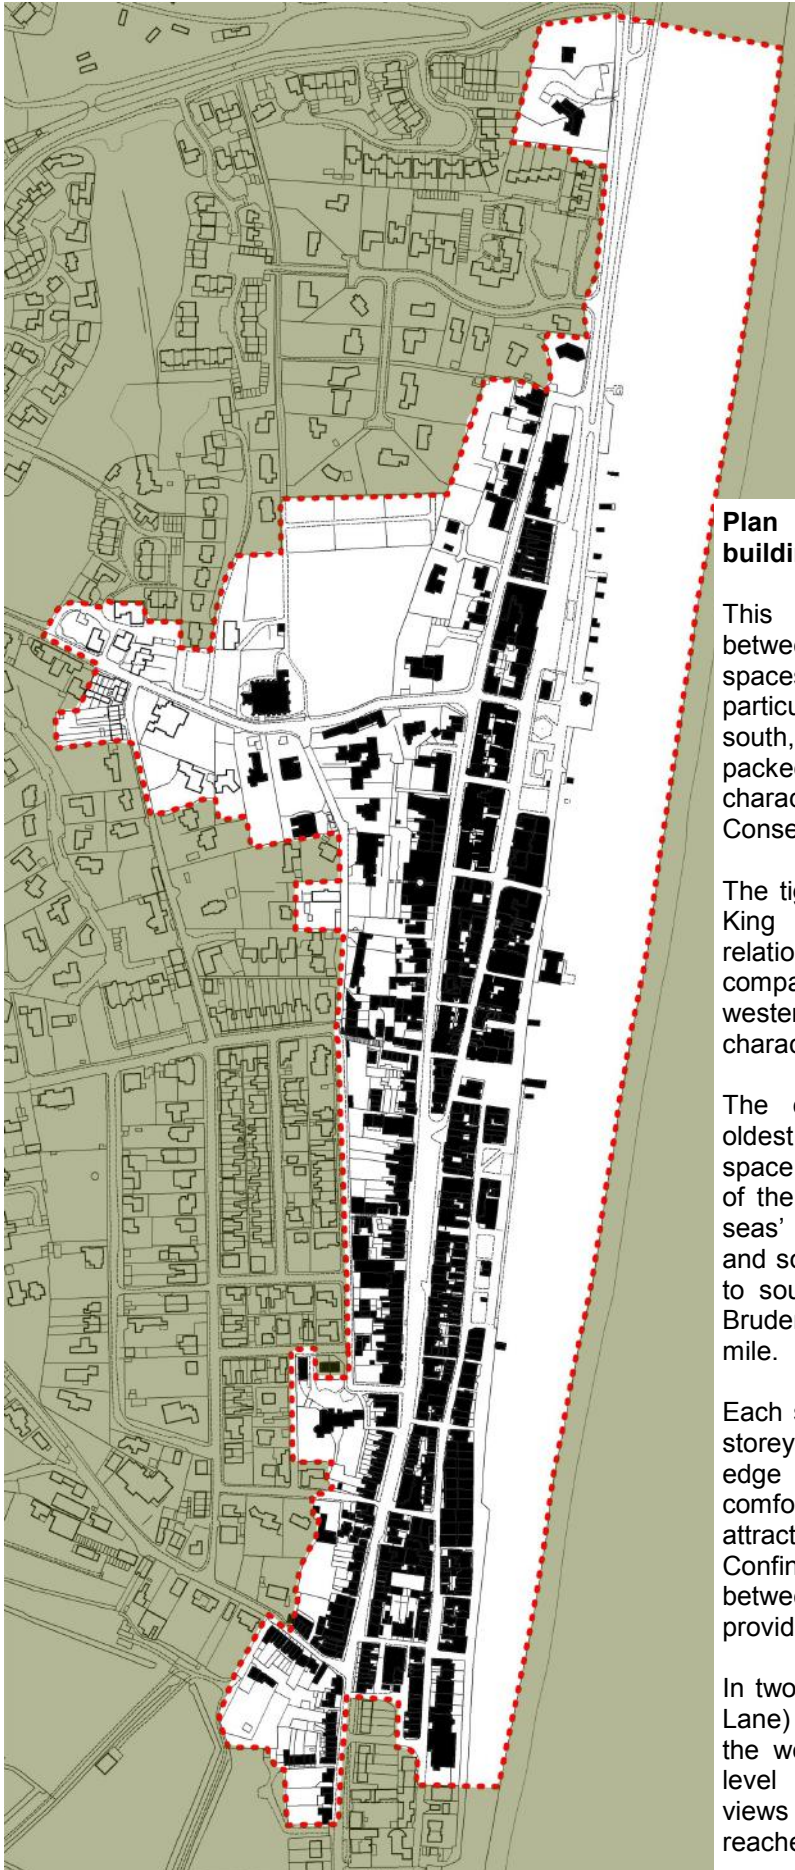 Plan
buildi
This
betwee
spaces
particu
south,
packed
charac
Conse
The tig
King
relation
compa
wester
charac
The
oldest
space
of the
seas'
and so
to sou
Bruder
mile.
Each s
storey
edge
comfo
attract
Confin
betwee
provid
In two
Lane)
the we
level
views
reache